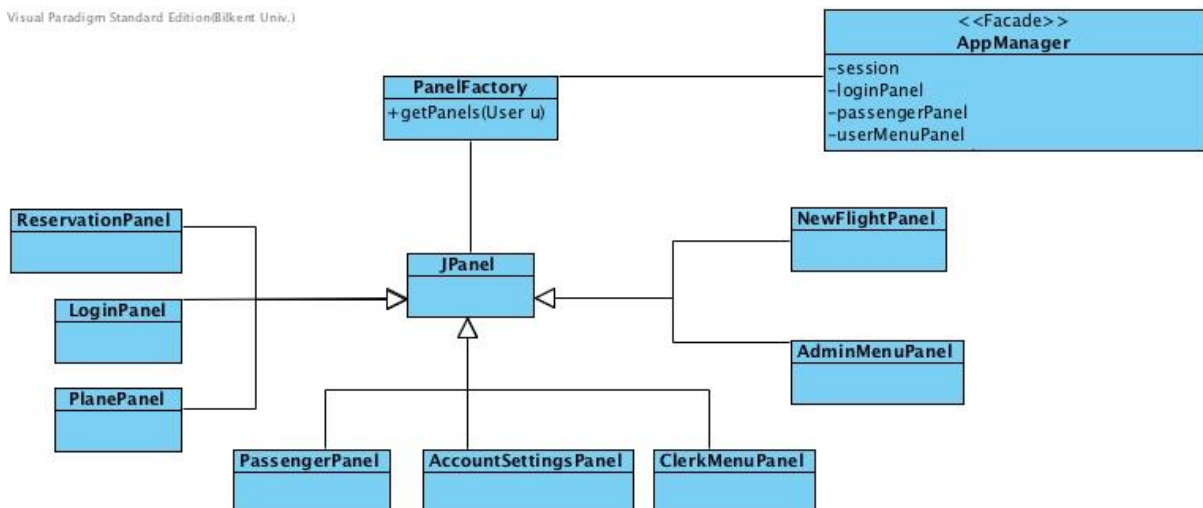 Visual Paradigm Standard Edition(Bilkent Univ.)
<<Facade>>
AppManager
-session
-loginPanel
-passengerPanel
-userMenuPanel
PanelFactory
+getPanels(User u)
ReservationPanel
NewFlightPanel
JPanel
LoginPanel
AdminMenuPanel
PlanePanel
PassengerPanel
AccountSettingsPanel
ClerkMenuPanel